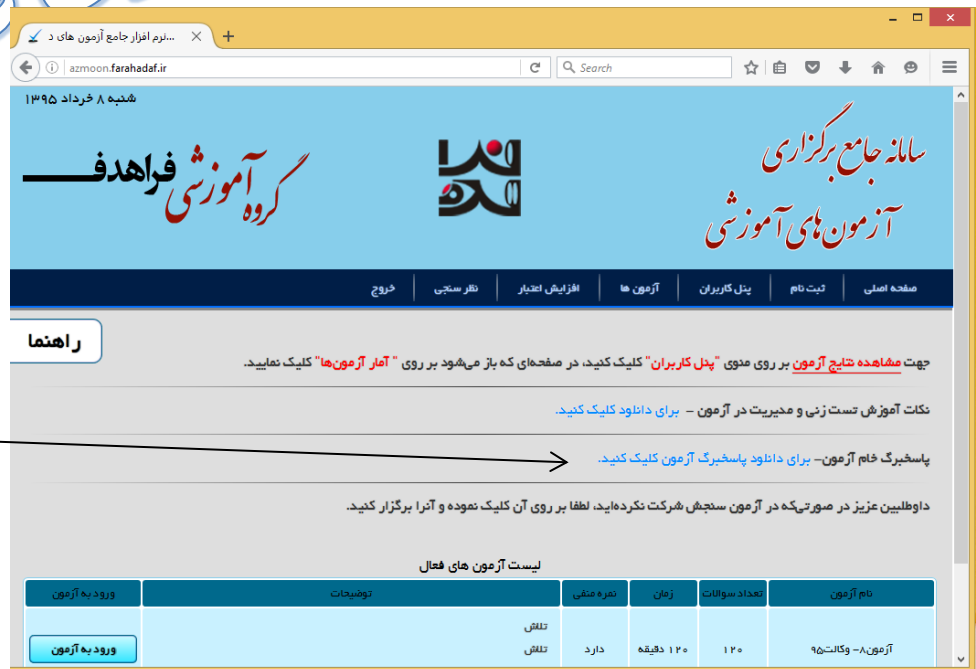 نرم افزار جامع آزمون های د...
azmoon.farahadaf.ir
Search
شنبه ۸ خرداد ۱۳۹۵
سامانه جامع برگزاری
آزمون های آموزشی
گروه آموزشی فراهدف
صفحه اصلی
ثبت نام
پنل کاربران
آزمون ها
افزایش اعتبار
نظر سنجی
خروج
راهنما
جهت مشاهده نتایج آزمون بر روی منوی "پنل کاربران" کلیک کنید، در صفحه‌ای که باز می‌شود بر روی " آمار آزمون‌ها" کلیک نمایید.
نکات آموزش تست زنی و مدیریت در آزمون – برای دانلود کلیک کنید.
پاسخبرگ خام آزمون– برای دانلود پاسخبرگ آزمون کلیک کنید.
داوطلبین عزیز در صورتی‌که در آزمون سنجش شرکت نکرده‌اید، لطفا بر روی آن کلیک نموده و آنرا برگزار کنید.
لیست آزمون های فعال
نام آزمون
تعداد سوالات
زمان
نمره منفی
توضیحات
ورود به آزمون
آزمون۸– وکالت۹۵
۱۲۰
۱۲۰ دقیقه
دارد
تلاش
تلاش
ورود به آزمون